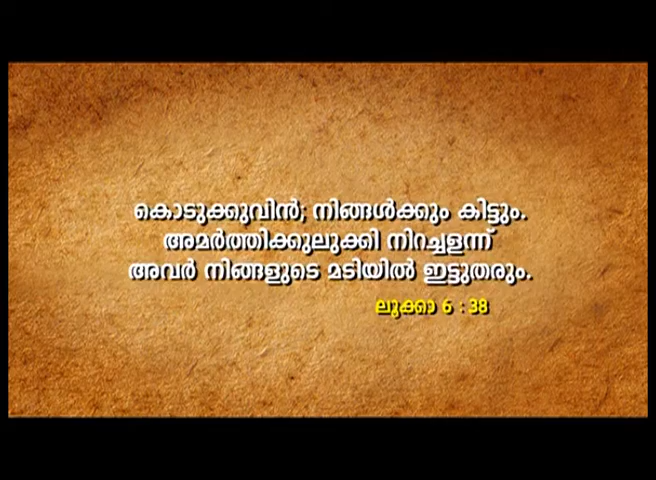 കൊടുക്കുവിൻ; നിങ്ങൾക്കും കിട്ടും.
അമർത്തിക്കുലുക്കി നിറച്ചളന്ന്
അവർ നിങ്ങളുടെ മടിയിൽ ഇട്ടുതരും.
ലൂക്കാ 6 : 38